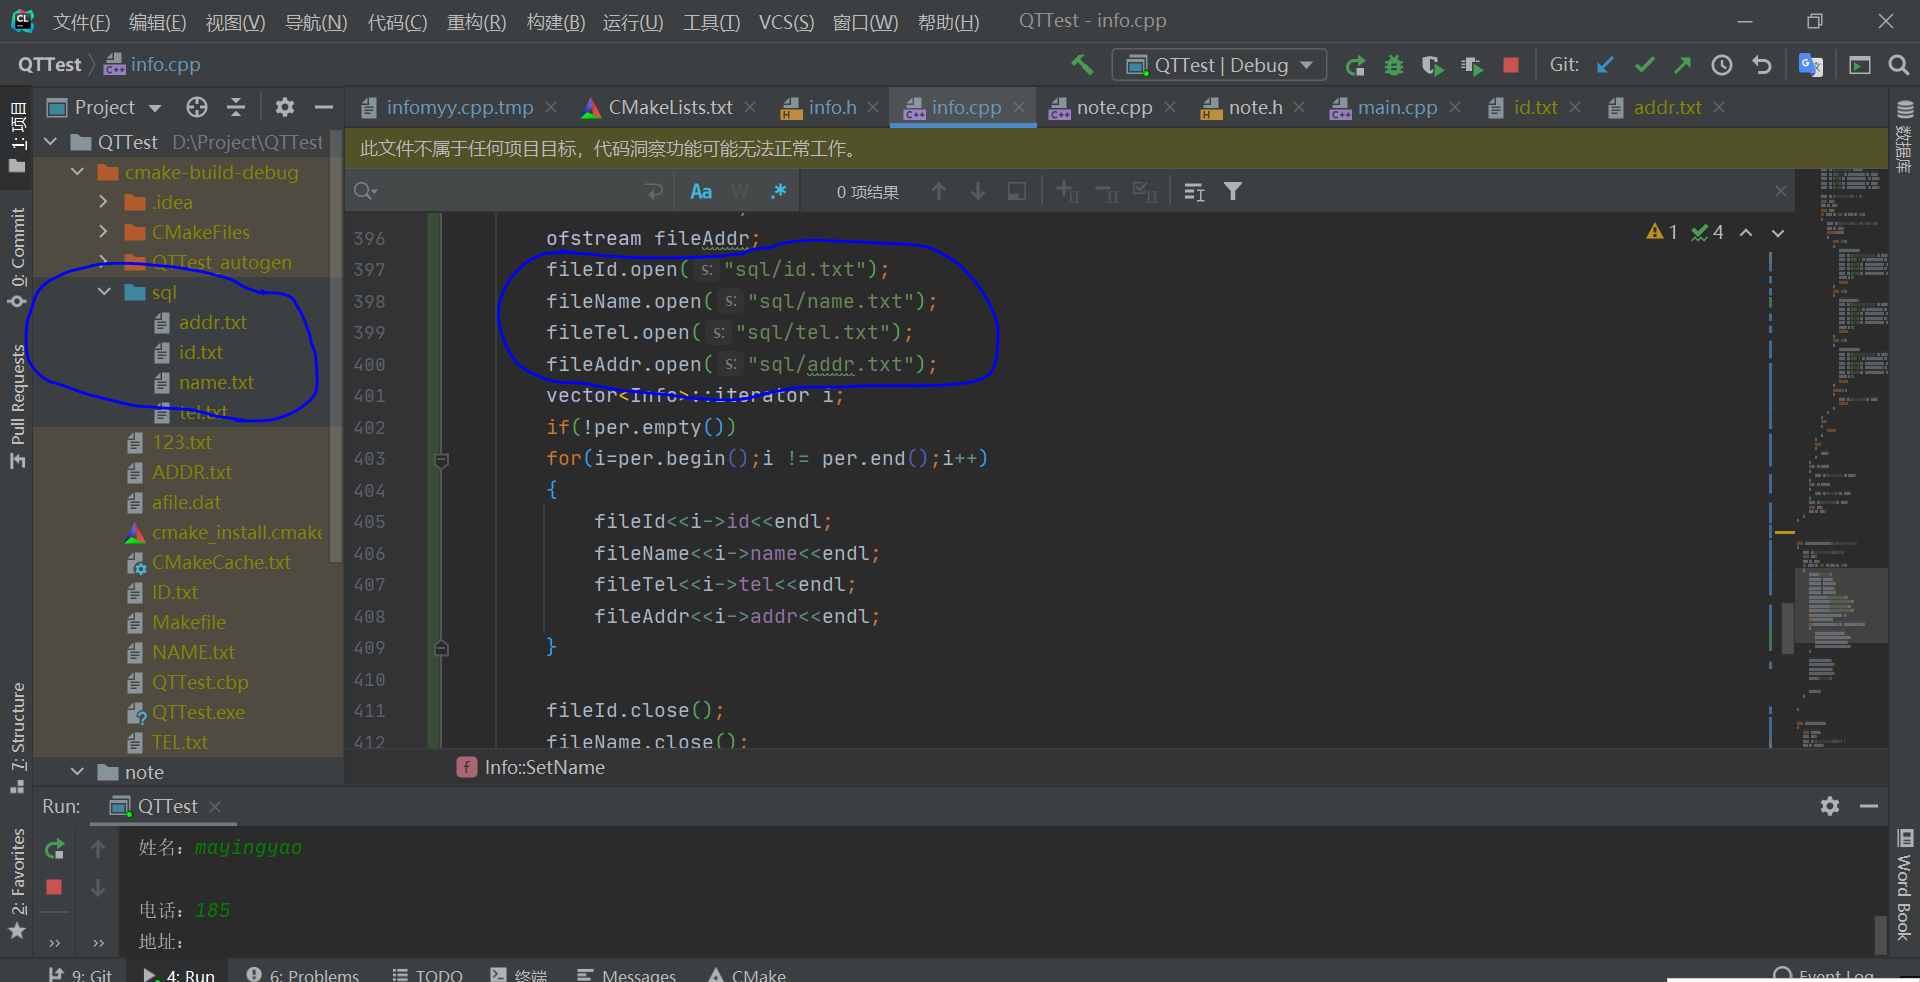 文件(F) 编辑(E) 视图(V) 导航(N) 代码(C) 重构(R) 构建(B) 运行(U) 工具(T) VCS(S) 窗口(W) 帮助(H) QTTest - info.cpp
QTTest info.cpp QTTest | Debug Git:
Project
infomyy.cpp.tmp CMakeLists.txt info.h info.cpp note.cpp note.h main.cpp id.txt addr.txt
此文件不属于任何项目目标，代码洞察功能可能无法正常工作。
Aa W .* 0 项结果
1 4
1: 项目
0: Commit
Pull Requests
7: Structure
2: Favorites
数据库
Word Book
QTTest D:\Project\QTTest
cmake-build-debug
.idea
CMakeFiles
QTTest_autogen
sql
addr.txt
id.txt
name.txt
tel.txt
123.txt
ADDR.txt
afile.dat
cmake_install.cmake
CMakeCache.txt
ID.txt
Makefile
NAME.txt
QTTest.cbp
QTTest.exe
TEL.txt
note
396 ofstream fileAddr;
397 fileId.open( s: "sql/id.txt");
398 fileName.open( s: "sql/name.txt");
399 fileTel.open( s: "sql/tel.txt");
400 fileAddr.open( s: "sql/addr.txt");
401 vector<Info>::iterator i;
402 if(!per.empty())
403 for(i=per.begin();i != per.end();i++)
404 {
405 fileId<<i->id<<endl;
406 fileName<<i->name<<endl;
407 fileTel<<i->tel<<endl;
408 fileAddr<<i->addr<<endl;
409 }
410
411 fileId.close();
412 fileName.close();
f Info::SetName
Run: QTTest
姓名：mayingyao
电话：185
地址：
9: Git 4: Run 6: Problems TODO 终端 Messages CMake Event Log